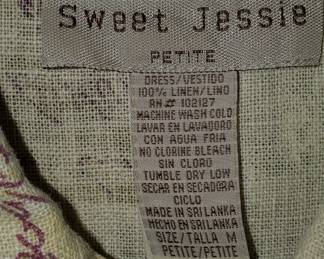 Sweet Jessie
PETITE
DRESS/VESTIDO
100% LINEN/LINO
RN# 102127
MACHINE WASH COLD
LAVAR EN LAVADORO
CON AGUA FRIA
NO CLORINE BLEACH
SIN CLORO
TUMBLE DRY LOW
SECAR EN SECADORA
CICLO
MADE IN SRI LANKA
HECHO EN SRI LANKA
SIZE/TALLA M
PETITE/PETITE